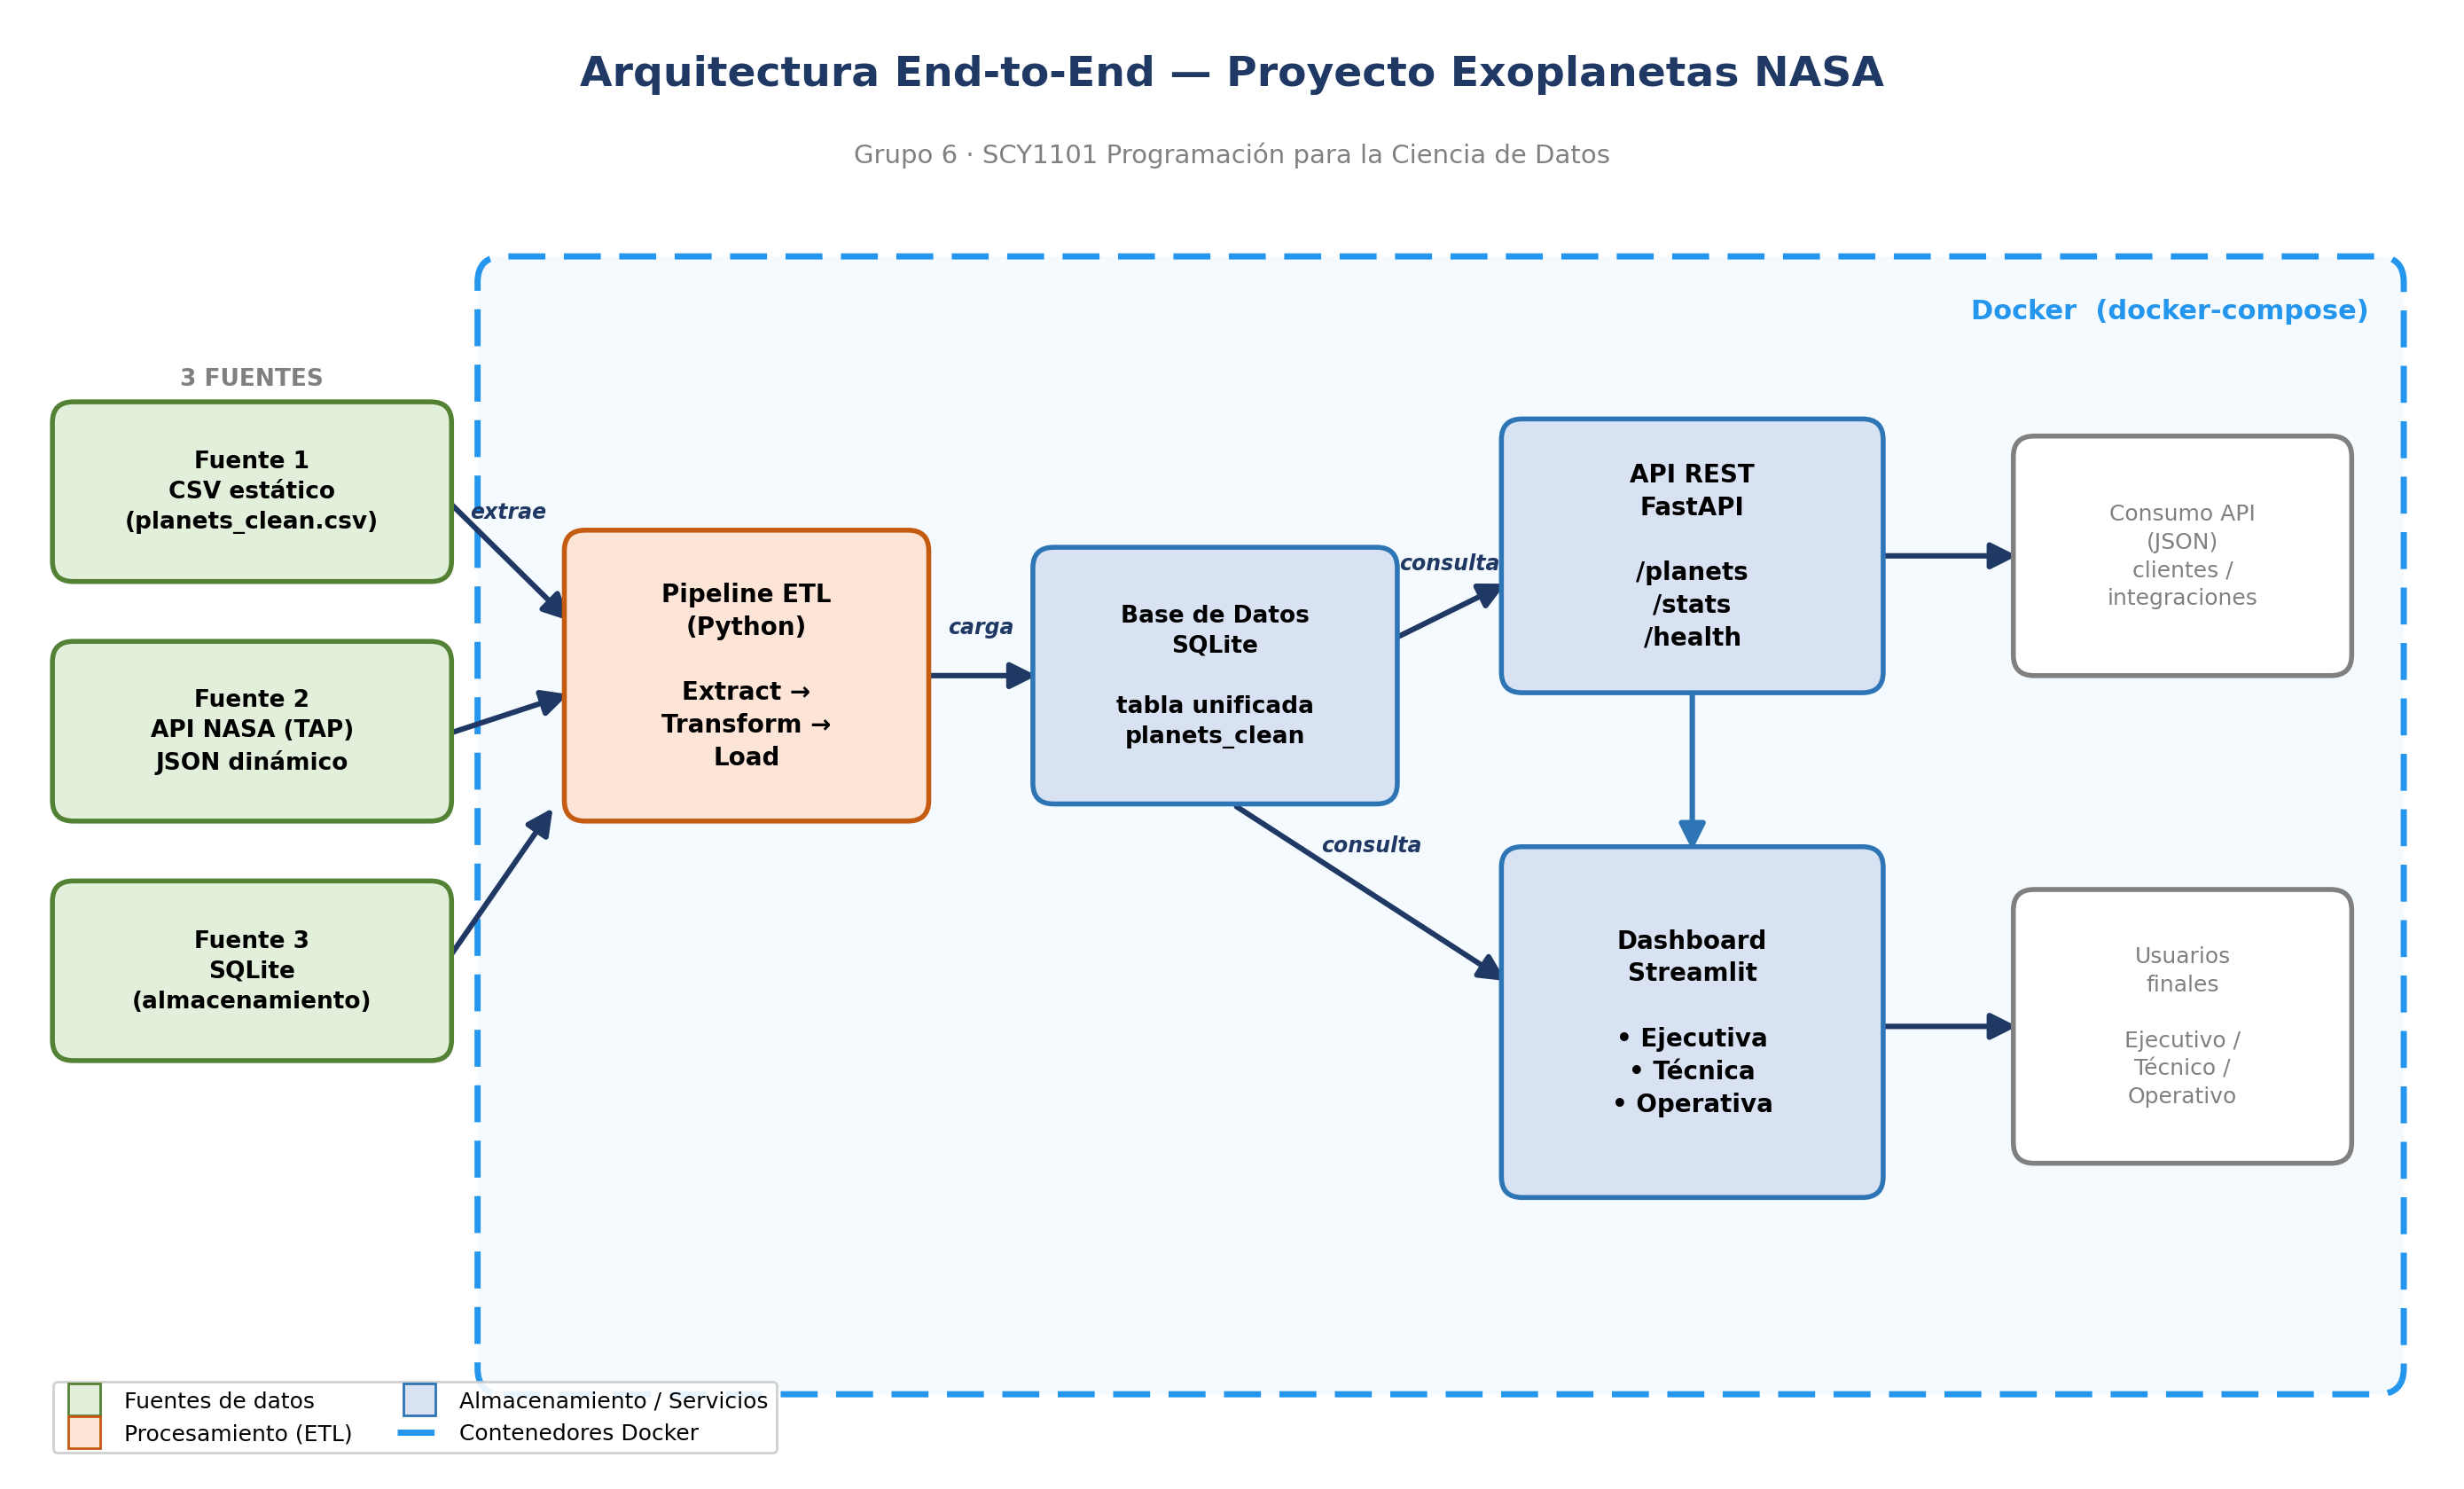 Arquitectura End-to-End — Proyecto Exoplanetas NASA
Grupo 6 · SCY1101 Programación para la Ciencia de Datos
Docker (docker-compose)
3 FUENTES
Fuente 1
CSV estático
(planets_clean.csv)
extrae
Fuente 2
API NASA (TAP)
JSON dinámico
Fuente 3
SQLite
(almacenamiento)
Pipeline ETL
(Python)
Extract →
Transform →
Load
carga
Base de Datos
SQLite
tabla unificada
planets_clean
consulta
consulta
API REST
FastAPI
/planets
/stats
/health
Consumo API
(JSON)
clientes /
integraciones
Dashboard
Streamlit
• Ejecutiva
• Técnica
• Operativa
Usuarios
finales
Ejecutivo /
Técnico /
Operativo
Fuentes de datos
Procesamiento (ETL)
Almacenamiento / Servicios
Contenedores Docker